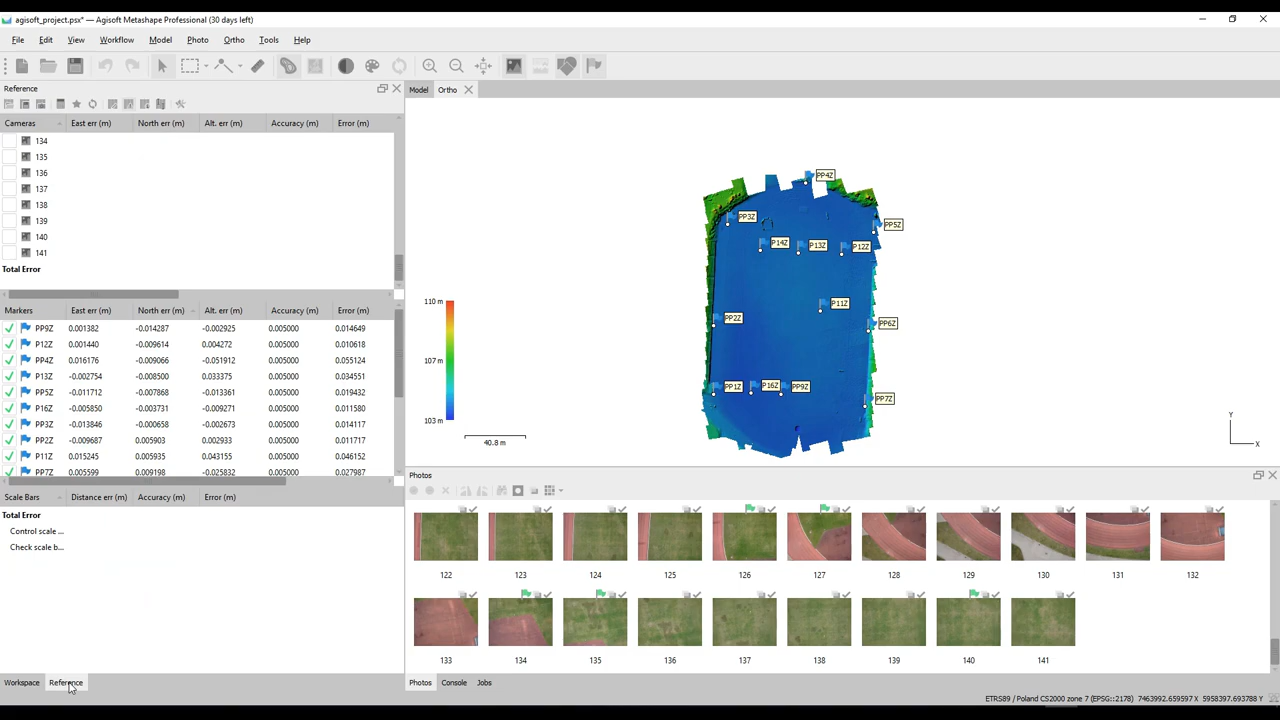 agisoft_project.psx* — Agisoft Metashape Professional (30 days left)
File Edit View Workflow Model Photo Ortho Tools Help
Reference
Cameras East err (m) North err (m) Alt. err (m) Accuracy (m) Error (m)
134
135
136
137
138
139
140
141
Total Error
Markers East err (m) North err (m) Alt. err (m) Accuracy (m) Error (m)
PP9Z 0.001382 -0.014287 -0.002925 0.005000 0.014649
P12Z 0.001440 -0.009614 0.004272 0.005000 0.010618
PP4Z 0.016176 -0.009066 -0.051912 0.005000 0.055124
P13Z -0.002754 -0.008500 0.033375 0.005000 0.034551
PP5Z -0.011712 -0.007868 -0.013361 0.005000 0.019432
P16Z -0.005850 -0.003731 -0.009271 0.005000 0.011580
PP3Z -0.013846 -0.000658 -0.002673 0.005000 0.014117
PP2Z -0.009687 0.005903 0.002933 0.005000 0.011717
P11Z 0.015245 0.005935 0.043155 0.005000 0.046152
PP7Z 0.005599 0.009198 -0.025832 0.005000 0.027987
Scale Bars Distance err (m) Accuracy (m) Error (m)
Total Error
Control scale ...
Check scale b...
Workspace Reference
Model Ortho
PP4Z
PP3Z
PP5Z
P14Z P13Z P12Z
110 m
P11Z
PP2Z
PP6Z
107 m
PP1Z P16Z PP9Z
PP7Z
103 m
40.8 m
Y
X
Photos
122 123 124 125 126 127 128 129 130 131 132
133 134 135 136 137 138 139 140 141
Photos Console Jobs
ETRS89 / Poland CS2000 zone 7 (EPSG::2178) 7463992.659597 X 5958397.693788 Y